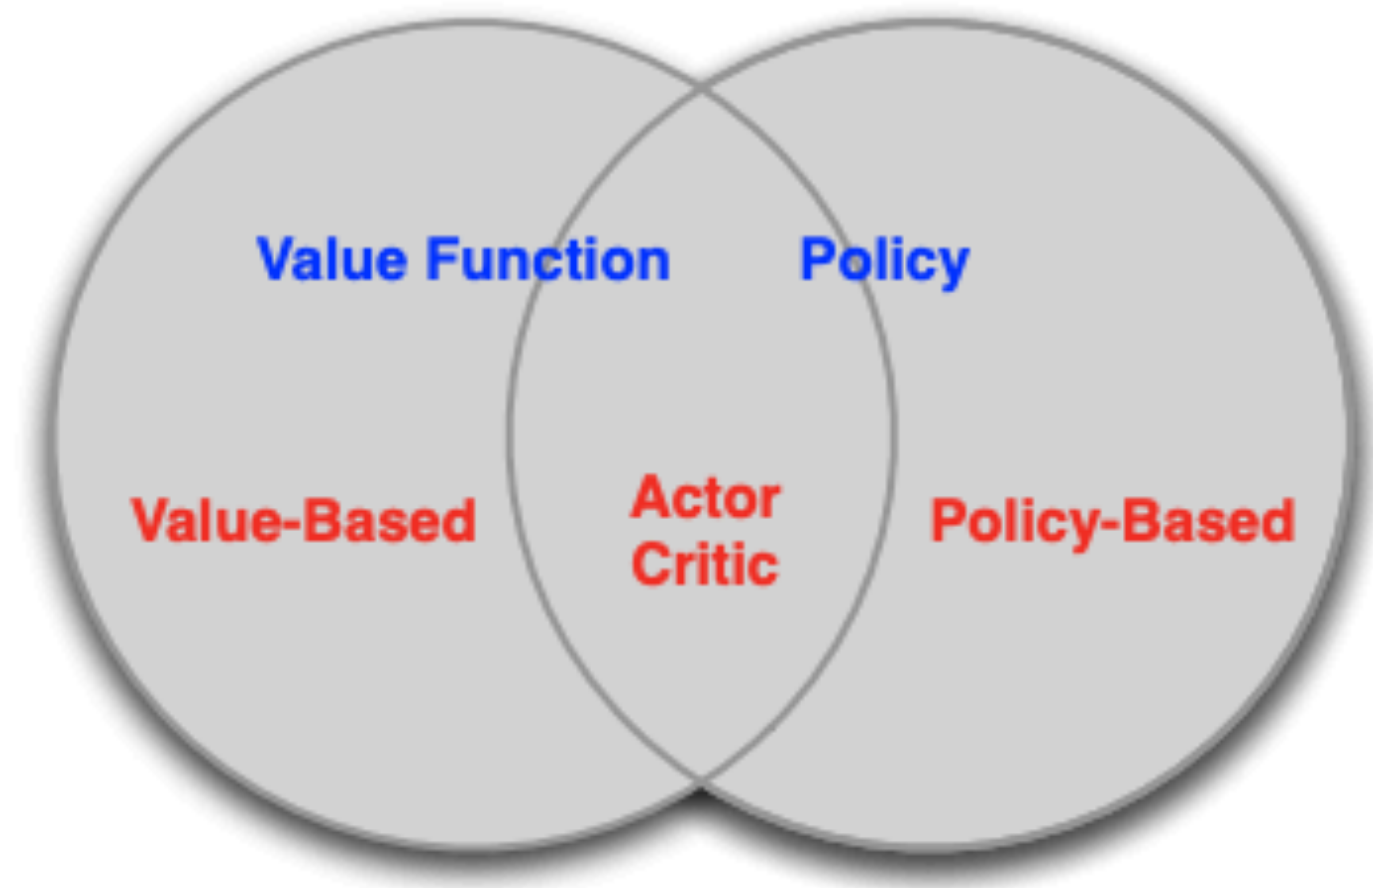 Value Function
Policy
Value-Based
Actor
Critic
Policy-Based